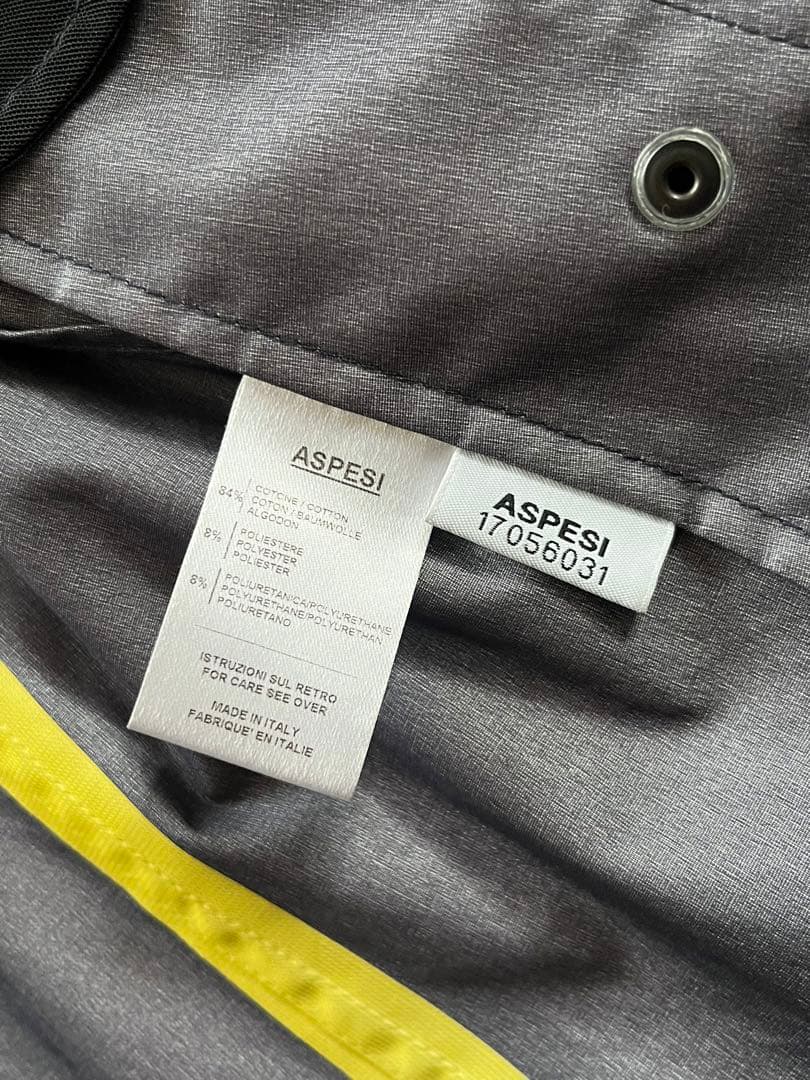 ASPESI
84% COTONE / COTTON
COTON / BAUMWOLLE
ALGODON
8% POLIESTERE
POLYESTER
POLIESTER
8% POLIURETANICA/POLYURETHANE
POLYURETHANE/POLYURETHAN
POLIURETANO
ISTRUZIONI SUL RETRO
FOR CARE SEE OVER
MADE IN ITALY
FABRIQUE' EN ITALIE
ASPESI
17056031